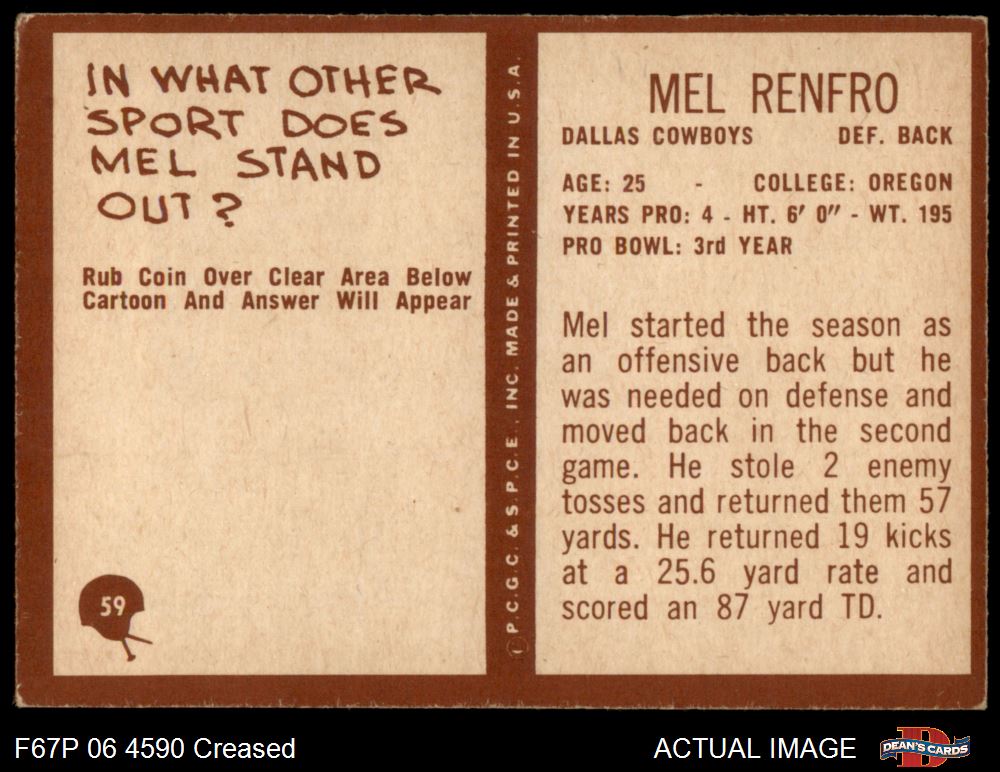 IN WHAT OTHER
SPORT DOES
MEL STAND
OUT?
Rub Coin Over Clear Area Below
Cartoon And Answer Will Appear
59
P.C.G.C. & S.P.C.E., INC. MADE & PRINTED IN U.S.A.
MEL RENFRO
DALLAS COWBOYS DEF. BACK
AGE: 25 - COLLEGE: OREGON
YEARS PRO: 4 - HT. 6' 0" - WT. 195
PRO BOWL: 3rd YEAR
Mel started the season as
an offensive back but he
was needed on defense and
moved back in the second
game. He stole 2 enemy
tosses and returned them 57
yards. He returned 19 kicks
at a 25.6 yard rate and
scored an 87 yard TD.
F67P 06 4590 Creased
ACTUAL IMAGE
DEAN'S CARDS